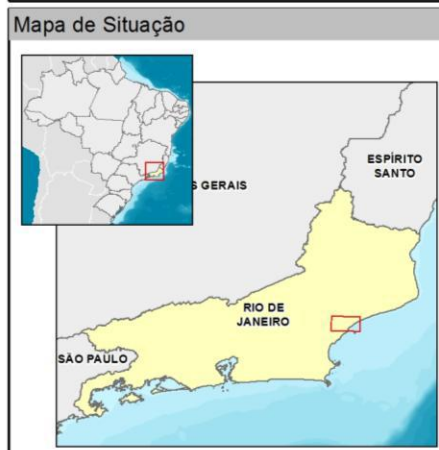 Mapa de Situação
ESPÍRITO
SANTO
S GERAIS
RIO DE
JANEIRO
SÃO PAULO